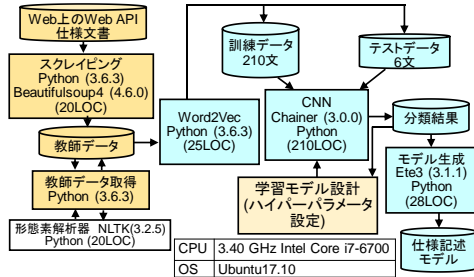 Web上のWeb API
仕様文書
スクレイピング
Python (3.6.3)
Beautifulsoup4 (4.6.0)
(20LOC)
教師データ
教師データ取得
Python (3.6.3)
形態素解析器 NLTK(3.2.5)
Python (20LOC)
Word2Vec
Python (3.6.3)
(25LOC)
訓練データ
210文
テストデータ
6文
CNN
Chainer (3.0.0)
Python
(210LOC)
学習モデル設計
(ハイパーパラメータ
設定)
分類結果
モデル生成
Ete3 (3.1.1)
Python
(28LOC)
仕様記述
モデル
CPU 3.40 GHz Intel Core i7-6700
OS Ubuntu17.10